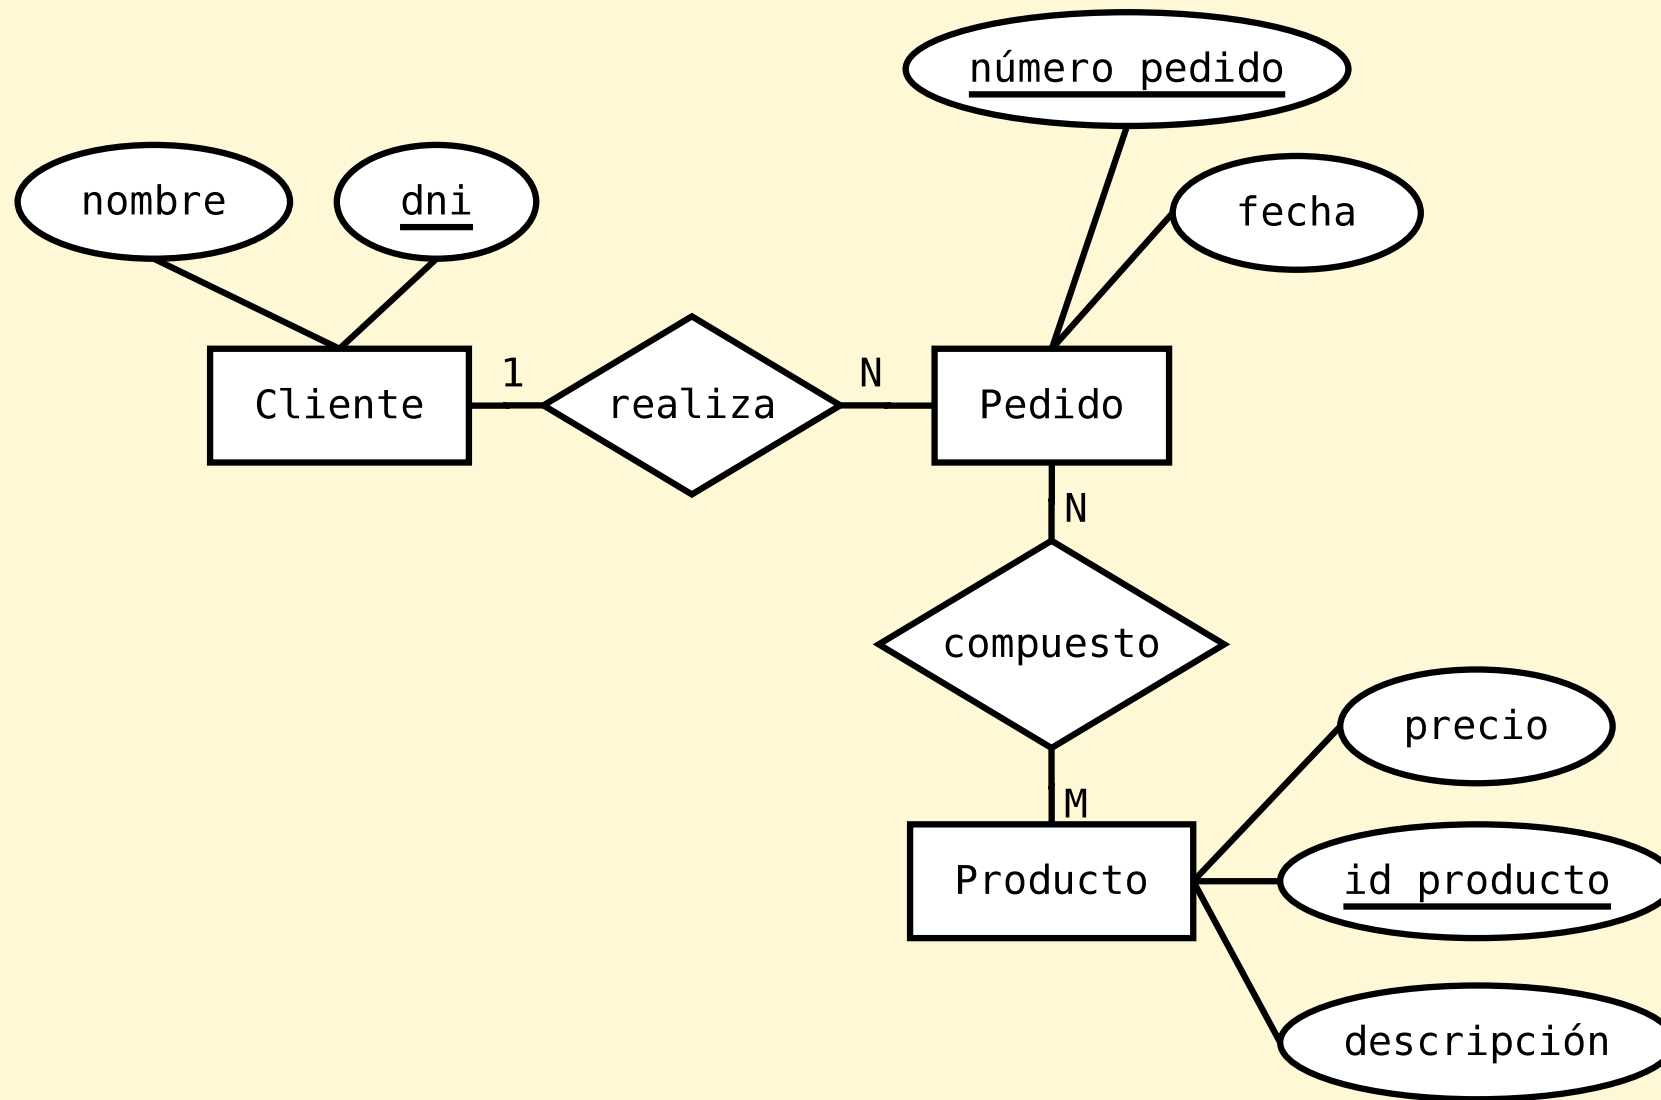 número pedido
nombre
dni
fecha
1
N
Cliente
realiza
Pedido
N
compuesto
precio
M
Producto
id producto
descripción